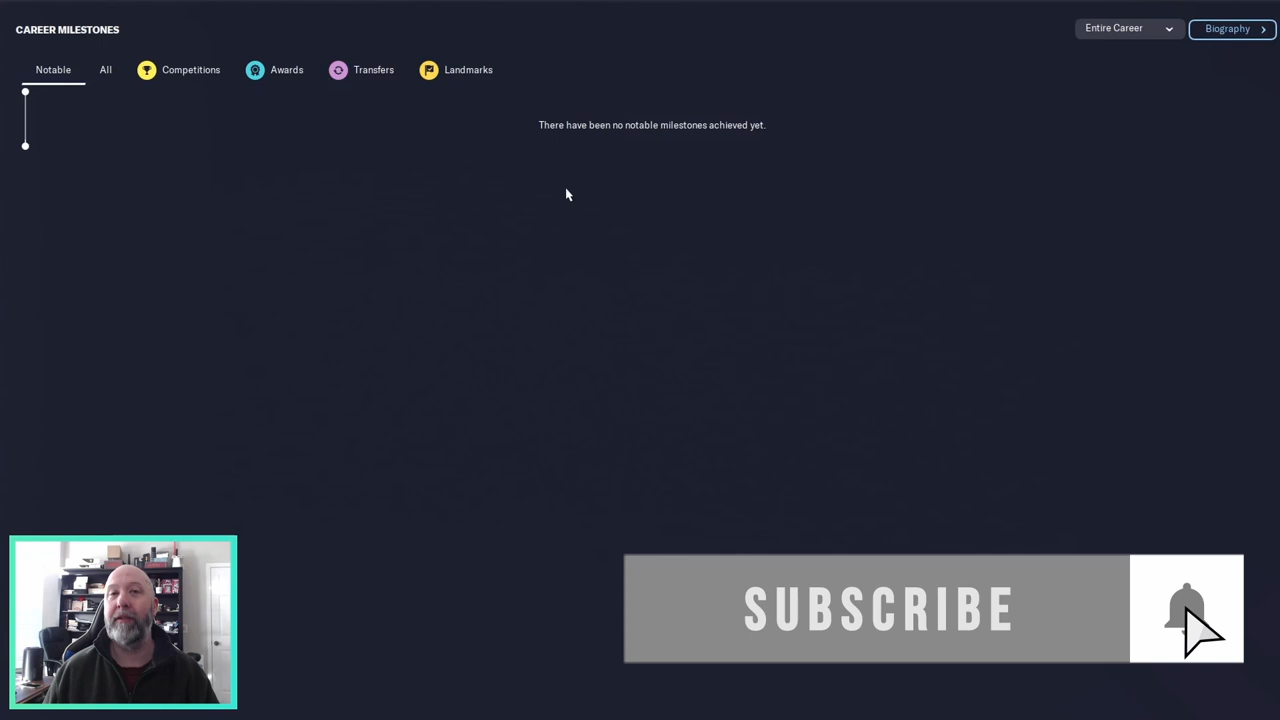 CAREER MILESTONES
Entire Career
Biography
Notable
All
Competitions
Awards
Transfers
Landmarks
There have been no notable milestones achieved yet.
SUBSCRIBE